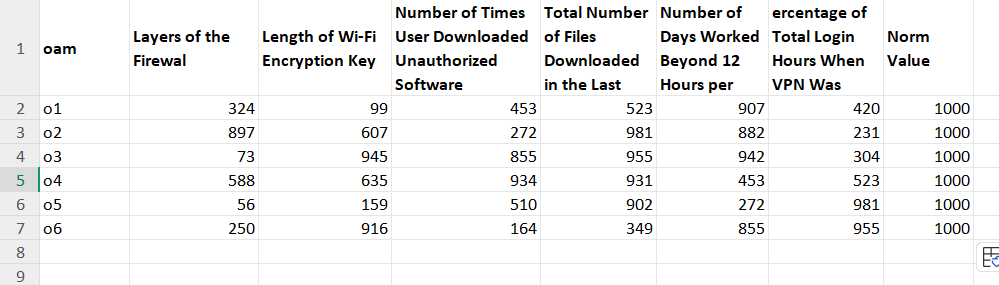 1 oam Layers of the Firewal Length of Wi-Fi Encryption Key Number of Times User Downloaded Unauthorized Software Total Number of Files Downloaded in the Last Number of Days Worked Beyond 12 Hours per ercentage of Total Login Hours When VPN Was Norm Value
2 o1 324 99 453 523 907 420 1000
3 o2 897 607 272 981 882 231 1000
4 o3 73 945 855 955 942 304 1000
5 o4 588 635 934 931 453 523 1000
6 o5 56 159 510 902 272 981 1000
7 o6 250 916 164 349 855 955 1000
8
9